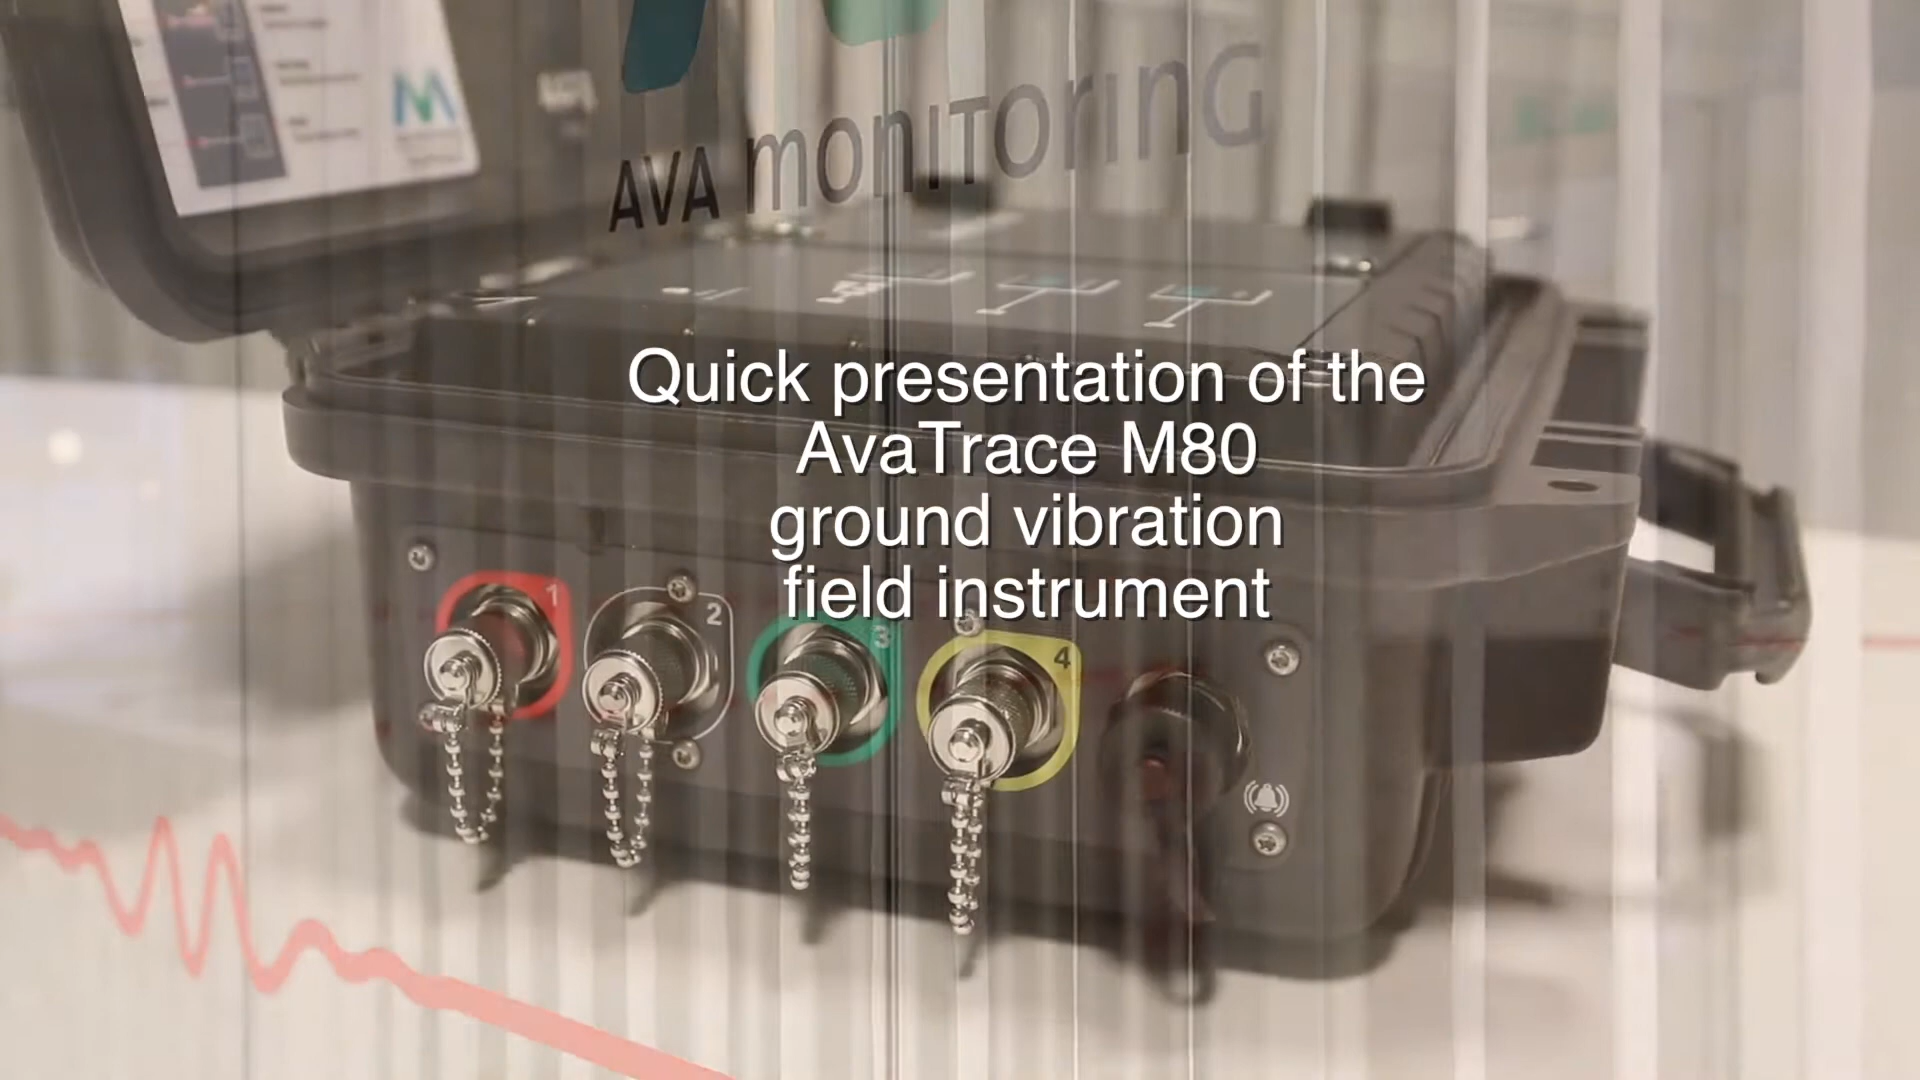 AVA MONITORING
Quick presentation of the
AvaTrace M80
ground vibration
field instrument
1
2
3
4